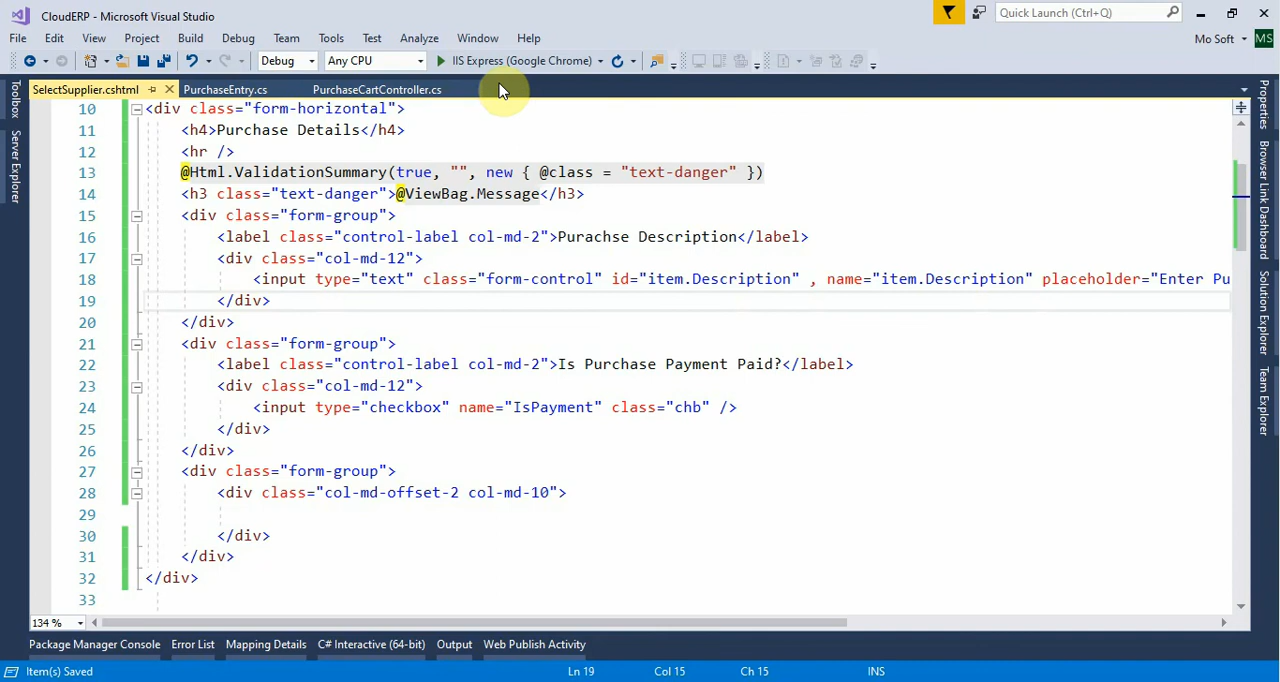 CloudERP - Microsoft Visual Studio
Quick Launch (Ctrl+Q)
File Edit View Project Build Debug Team Tools Test Analyze Window Help
Mo Soft MS
Debug Any CPU IIS Express (Google Chrome)
SelectSupplier.cshtml PurchaseEntry.cs PurchaseCartController.cs
Toolbox
Server Explorer
10 <div class="form-horizontal">
11 <h4>Purchase Details</h4>
12 <hr />
13 @Html.ValidationSummary(true, "", new { @class = "text-danger" })
14 <h3 class="text-danger">@ViewBag.Message</h3>
15 <div class="form-group">
16 <label class="control-label col-md-2">Purachse Description</label>
17 <div class="col-md-12">
18 <input type="text" class="form-control" id="item.Description" , name="item.Description" placeholder="Enter Pu
19 </div>
20 </div>
21 <div class="form-group">
22 <label class="control-label col-md-2">Is Purchase Payment Paid?</label>
23 <div class="col-md-12">
24 <input type="checkbox" name="IsPayment" class="chb" />
25 </div>
26 </div>
27 <div class="form-group">
28 <div class="col-md-offset-2 col-md-10">
29
30 </div>
31 </div>
32 </div>
33
Properties
Browser Link Dashboard
Solution Explorer
Team Explorer
134 %
Package Manager Console Error List Mapping Details C# Interactive (64-bit) Output Web Publish Activity
Item(s) Saved Ln 19 Col 15 Ch 15 INS